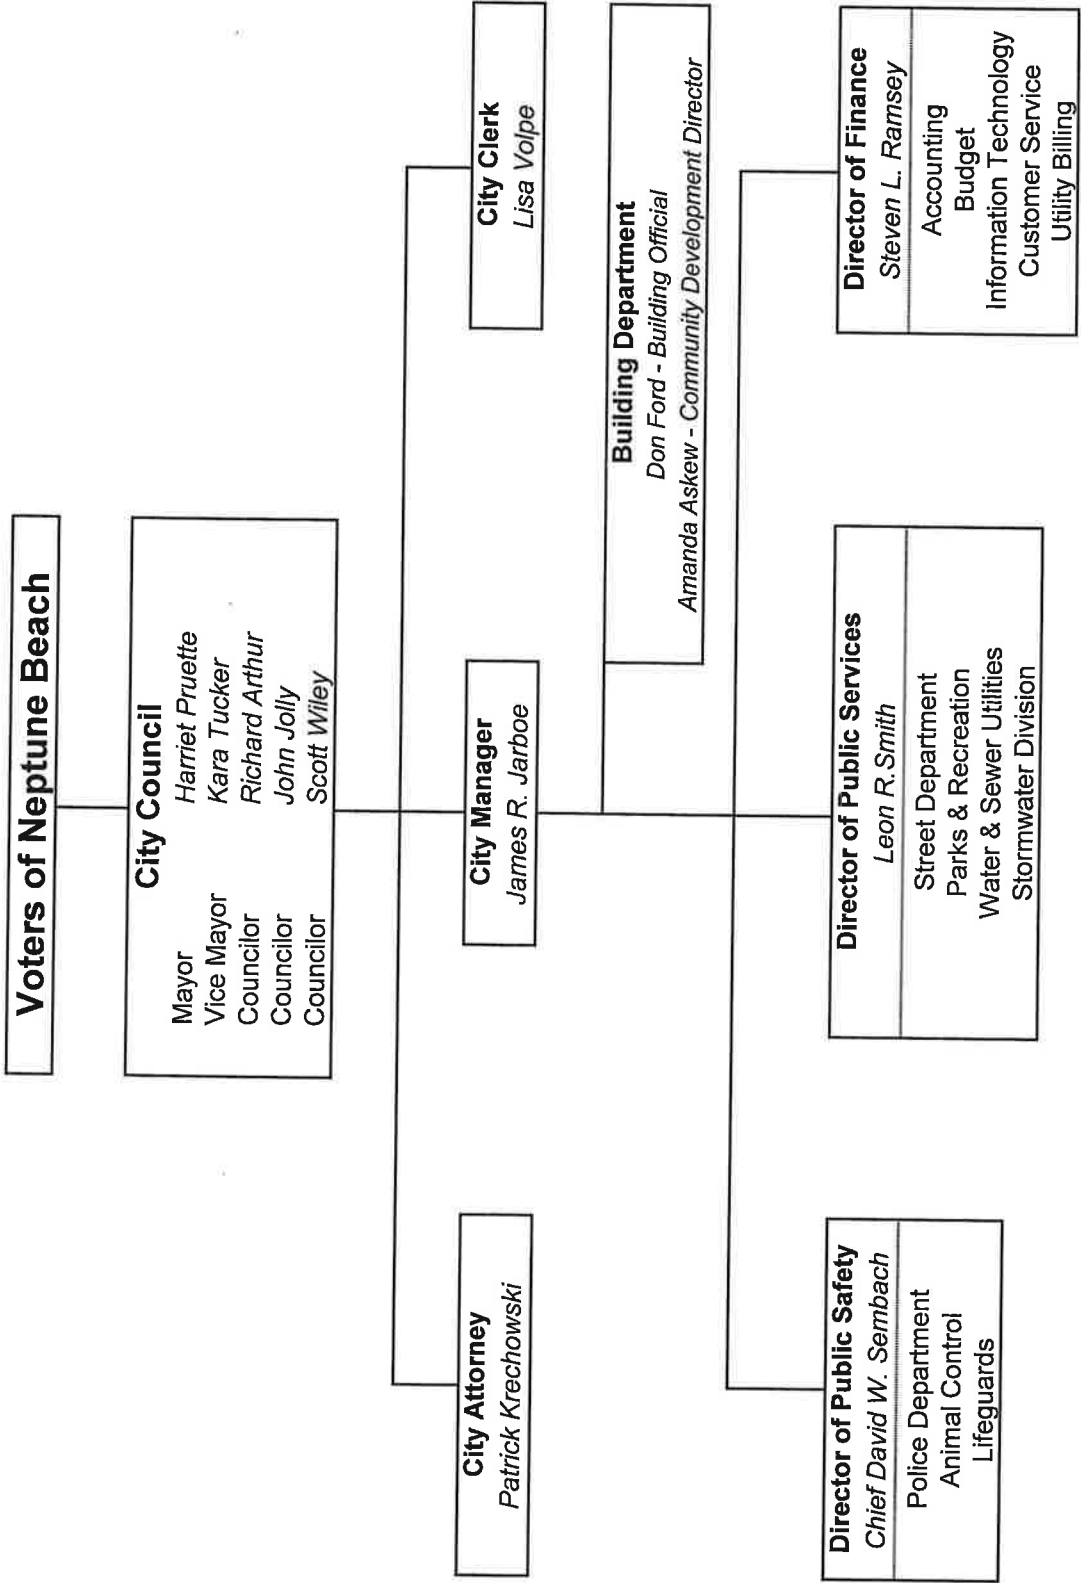 Voters of Neptune Beach
City Council
Mayor Harriet Pruette
Vice Mayor Kara Tucker
Councilor Richard Arthur
Councilor John Jolly
Councilor Scott Wiley
City Attorney
Patrick Krechowski
City Manager
James R. Jarboe
City Clerk
Lisa Volpe
Building Department
Don Ford - Building Official
Amanda Askew - Community Development Director
Director of Public Safety
Chief David W. Sembach
Police Department
Animal Control
Lifeguards
Director of Public Services
Leon R.Smith
Street Department
Parks & Recreation
Water & Sewer Utilities
Stormwater Division
Director of Finance
Steven L. Ramsey
Accounting
Budget
Information Technology
Customer Service
Utility Billing